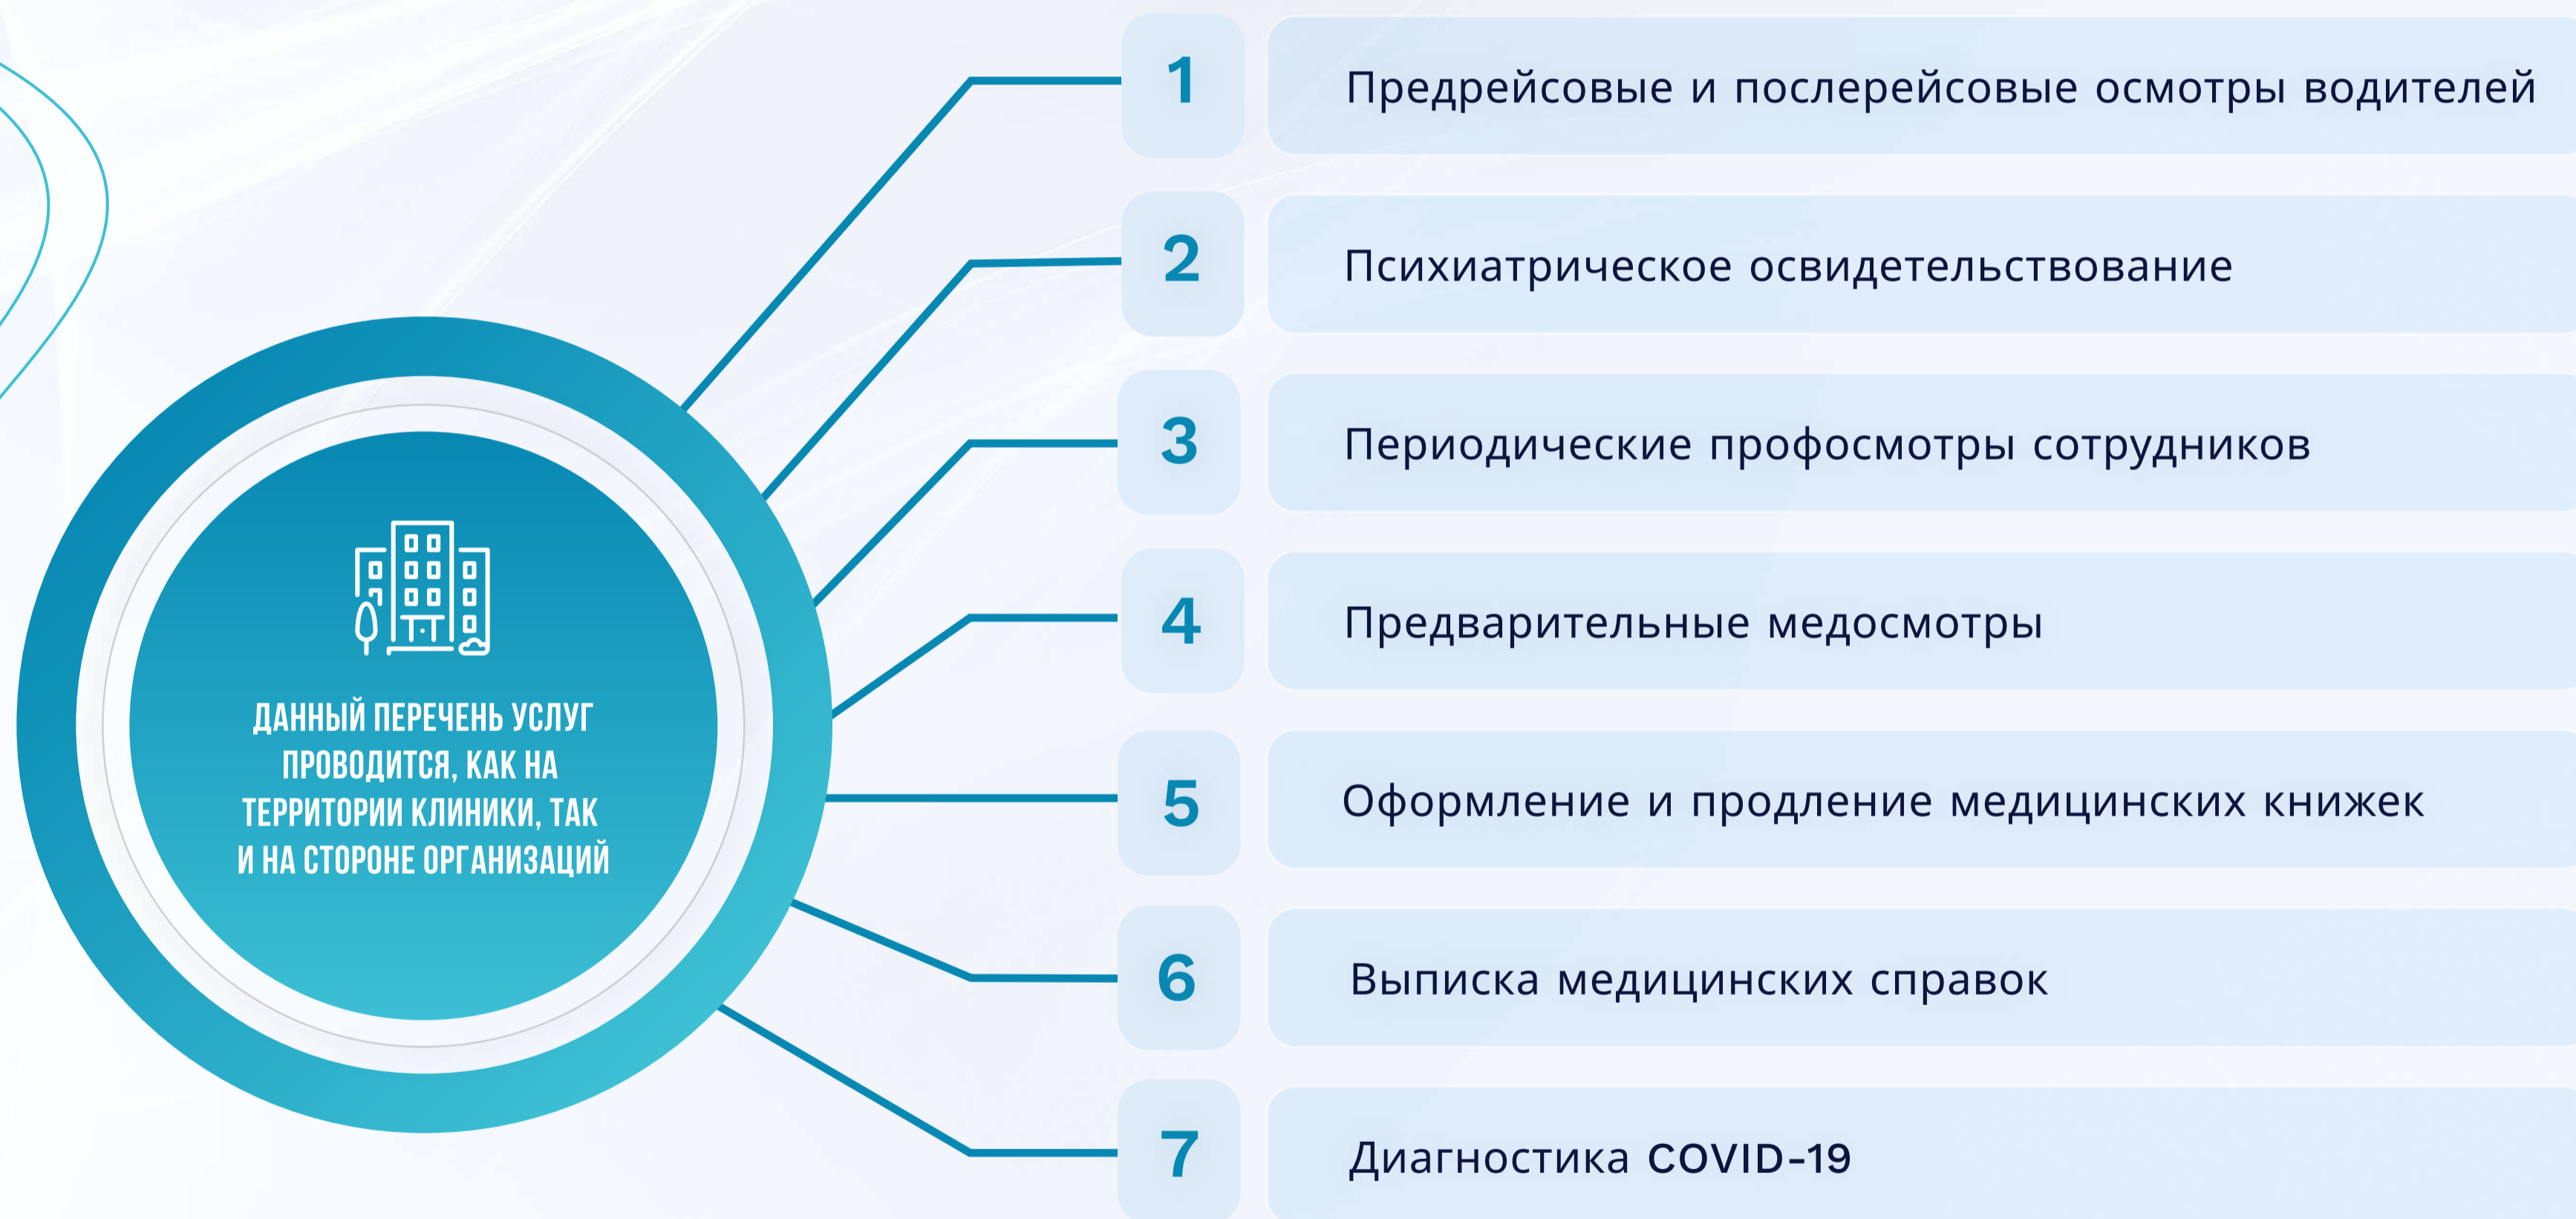 ДАННЫЙ ПЕРЕЧЕНЬ УСЛУГ
ПРОВОДИТСЯ, КАК НА
ТЕРРИТОРИИ КЛИНИКИ, ТАК
И НА СТОРОНЕ ОРГАНИЗАЦИЙ
1 Предрейсовые и послерейсовые осмотры водителей
2 Психиатрическое освидетельствование
3 Периодические профосмотры сотрудников
4 Предварительные медосмотры
5 Оформление и продление медицинских книжек
6 Выписка медицинских справок
7 Диагностика COVID-19